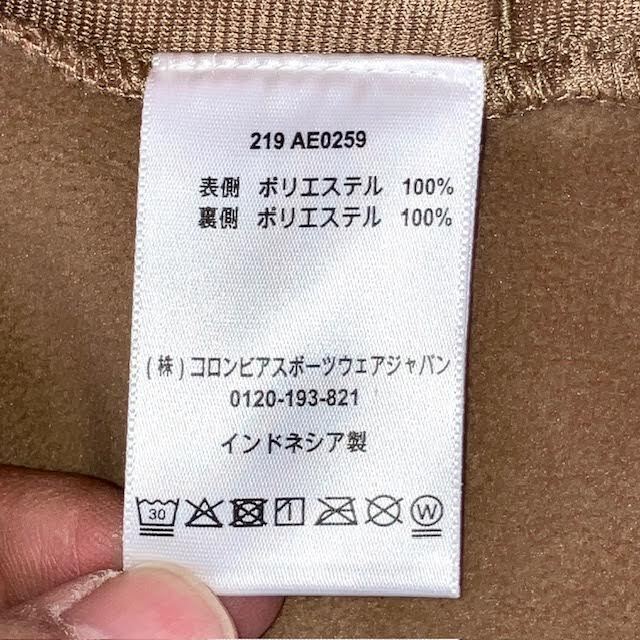 219 AE0259
表側 ポリエステル 100%
裏側 ポリエステル 100%
(株)コロンビアスポーツウェアジャパン
0120-193-821
インドネシア製
30 W